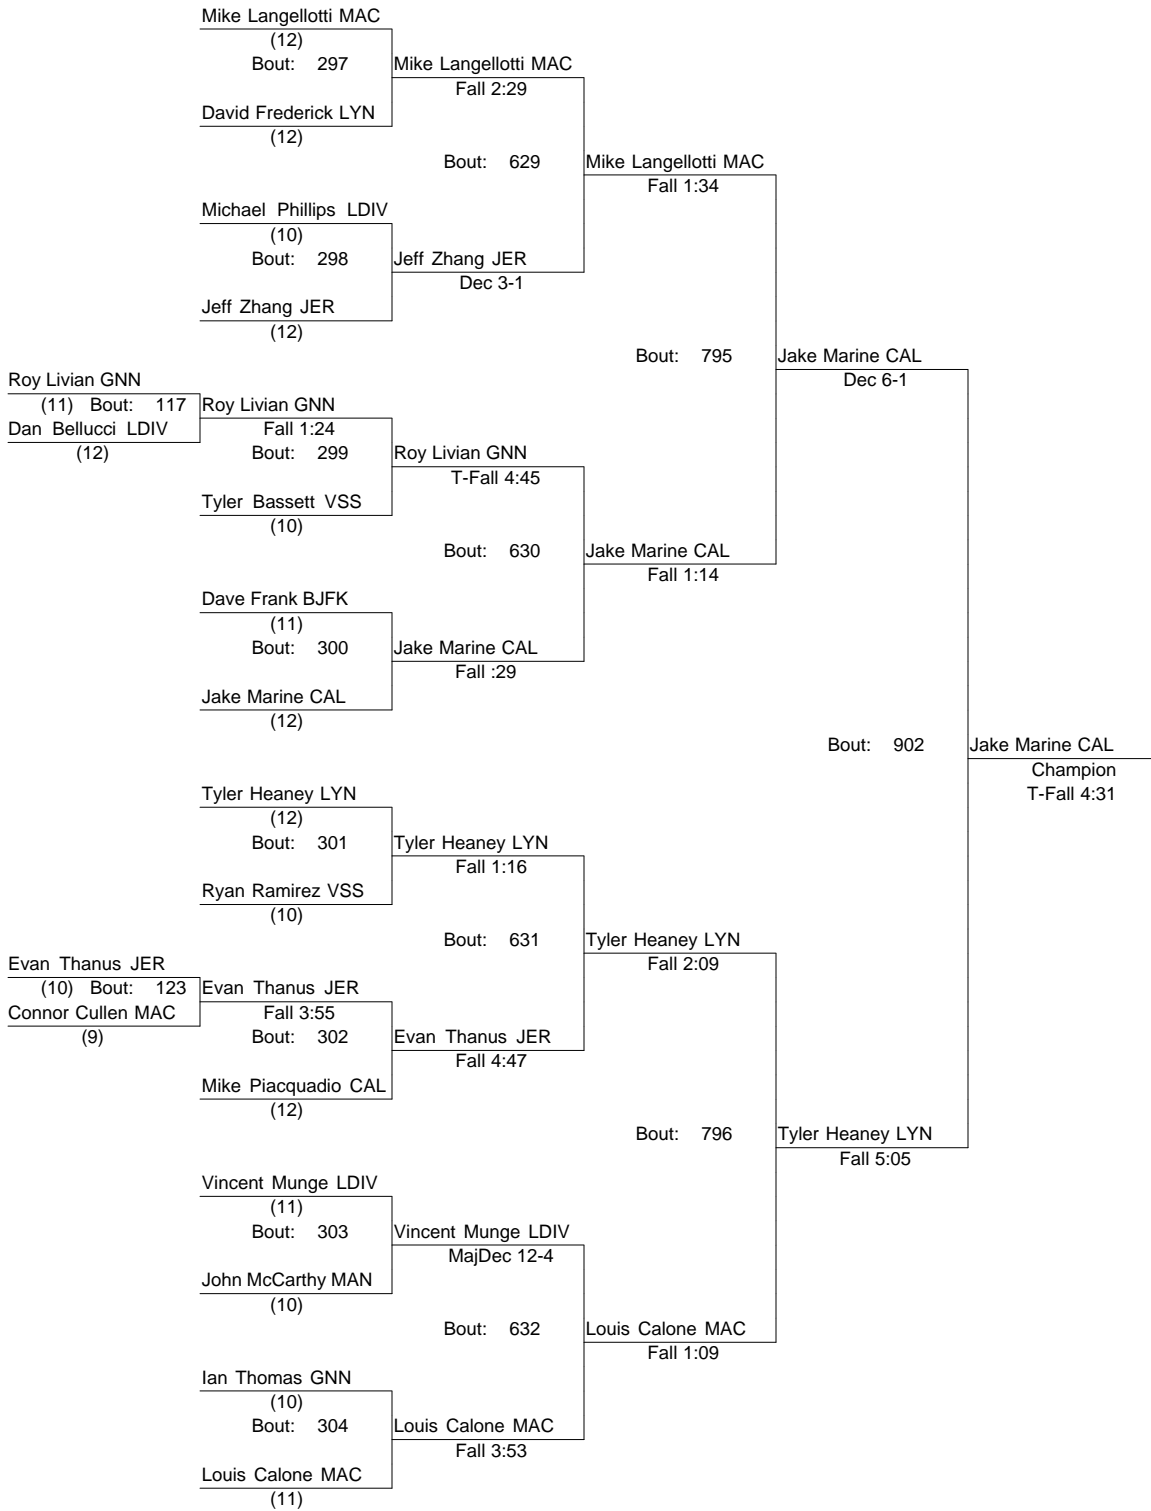 Mike Langellotti MAC
(12)
Bout: 297
Mike Langellotti MAC
Fall 2:29
David Frederick LYN
(12)
Bout: 629
Mike Langellotti MAC
Fall 1:34
Michael Phillips LDIV
(10)
Bout: 298
Jeff Zhang JER
Dec 3-1
Jeff Zhang JER
(12)
Bout: 795
Jake Marine CAL
Dec 6-1
Roy Livian GNN
(11) Bout: 117
Roy Livian GNN
Dan Bellucci LDIV
Fall 1:24
(12)
Bout: 299
Roy Livian GNN
T-Fall 4:45
Tyler Bassett VSS
(10)
Bout: 630
Jake Marine CAL
Fall 1:14
Dave Frank BJFK
(11)
Bout: 300
Jake Marine CAL
Fall :29
Jake Marine CAL
(12)
Bout: 902
Jake Marine CAL
Champion
T-Fall 4:31
Tyler Heaney LYN
(12)
Bout: 301
Tyler Heaney LYN
Fall 1:16
Ryan Ramirez VSS
(10)
Bout: 631
Tyler Heaney LYN
Fall 2:09
Evan Thanus JER
(10) Bout: 123
Evan Thanus JER
Connor Cullen MAC
Fall 3:55
(9)
Bout: 302
Evan Thanus JER
Fall 4:47
Mike Piacquadio CAL
(12)
Bout: 796
Tyler Heaney LYN
Fall 5:05
Vincent Munge LDIV
(11)
Bout: 303
Vincent Munge LDIV
MajDec 12-4
John McCarthy MAN
(10)
Bout: 632
Louis Calone MAC
Fall 1:09
Ian Thomas GNN
(10)
Bout: 304
Louis Calone MAC
Fall 3:53
Louis Calone MAC
(11)